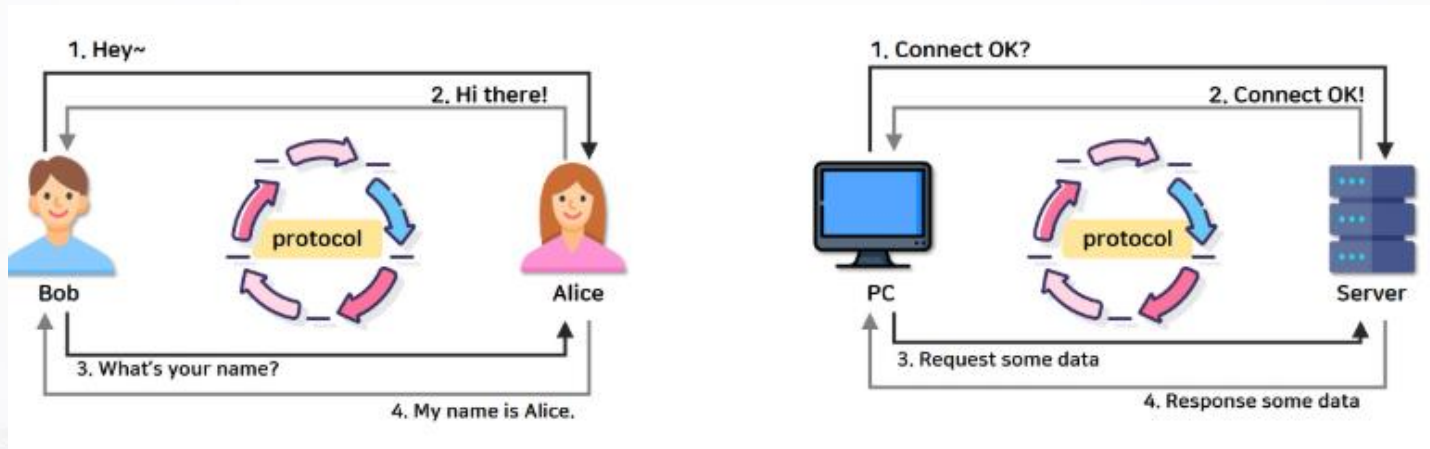 1. Hey~
2. Hi there!
protocol
Bob
Alice
3. What's your name?
4. My name is Alice.
1. Connect OK?
2. Connect OK!
protocol
PC
Server
3. Request some data
4. Response some data